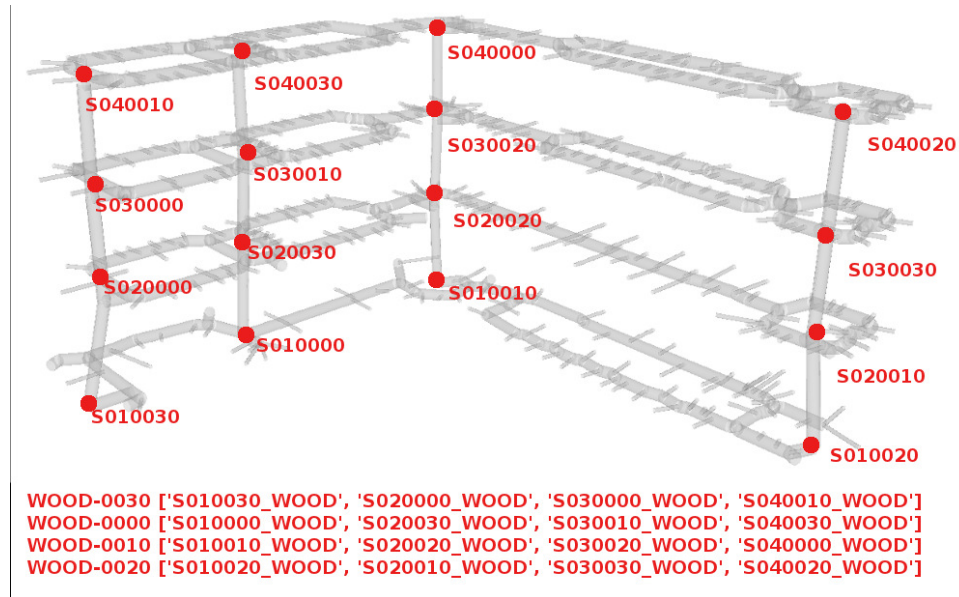 S040000
S040030
S040010
S040020
S030020
S030010
S030000
S020020
S030030
S020030
S020000
S010010
S010000
S020010
S010030
S010020
WOOD-0030 ['S010030_WOOD', 'S020000_WOOD', 'S030000_WOOD', 'S040010_WOOD']
WOOD-0000 ['S010000_WOOD', 'S020030_WOOD', 'S030010_WOOD', 'S040030_WOOD']
WOOD-0010 ['S010010_WOOD', 'S020020_WOOD', 'S030020_WOOD', 'S040000_WOOD']
WOOD-0020 ['S010020_WOOD', 'S020010_WOOD', 'S030030_WOOD', 'S040020_WOOD']